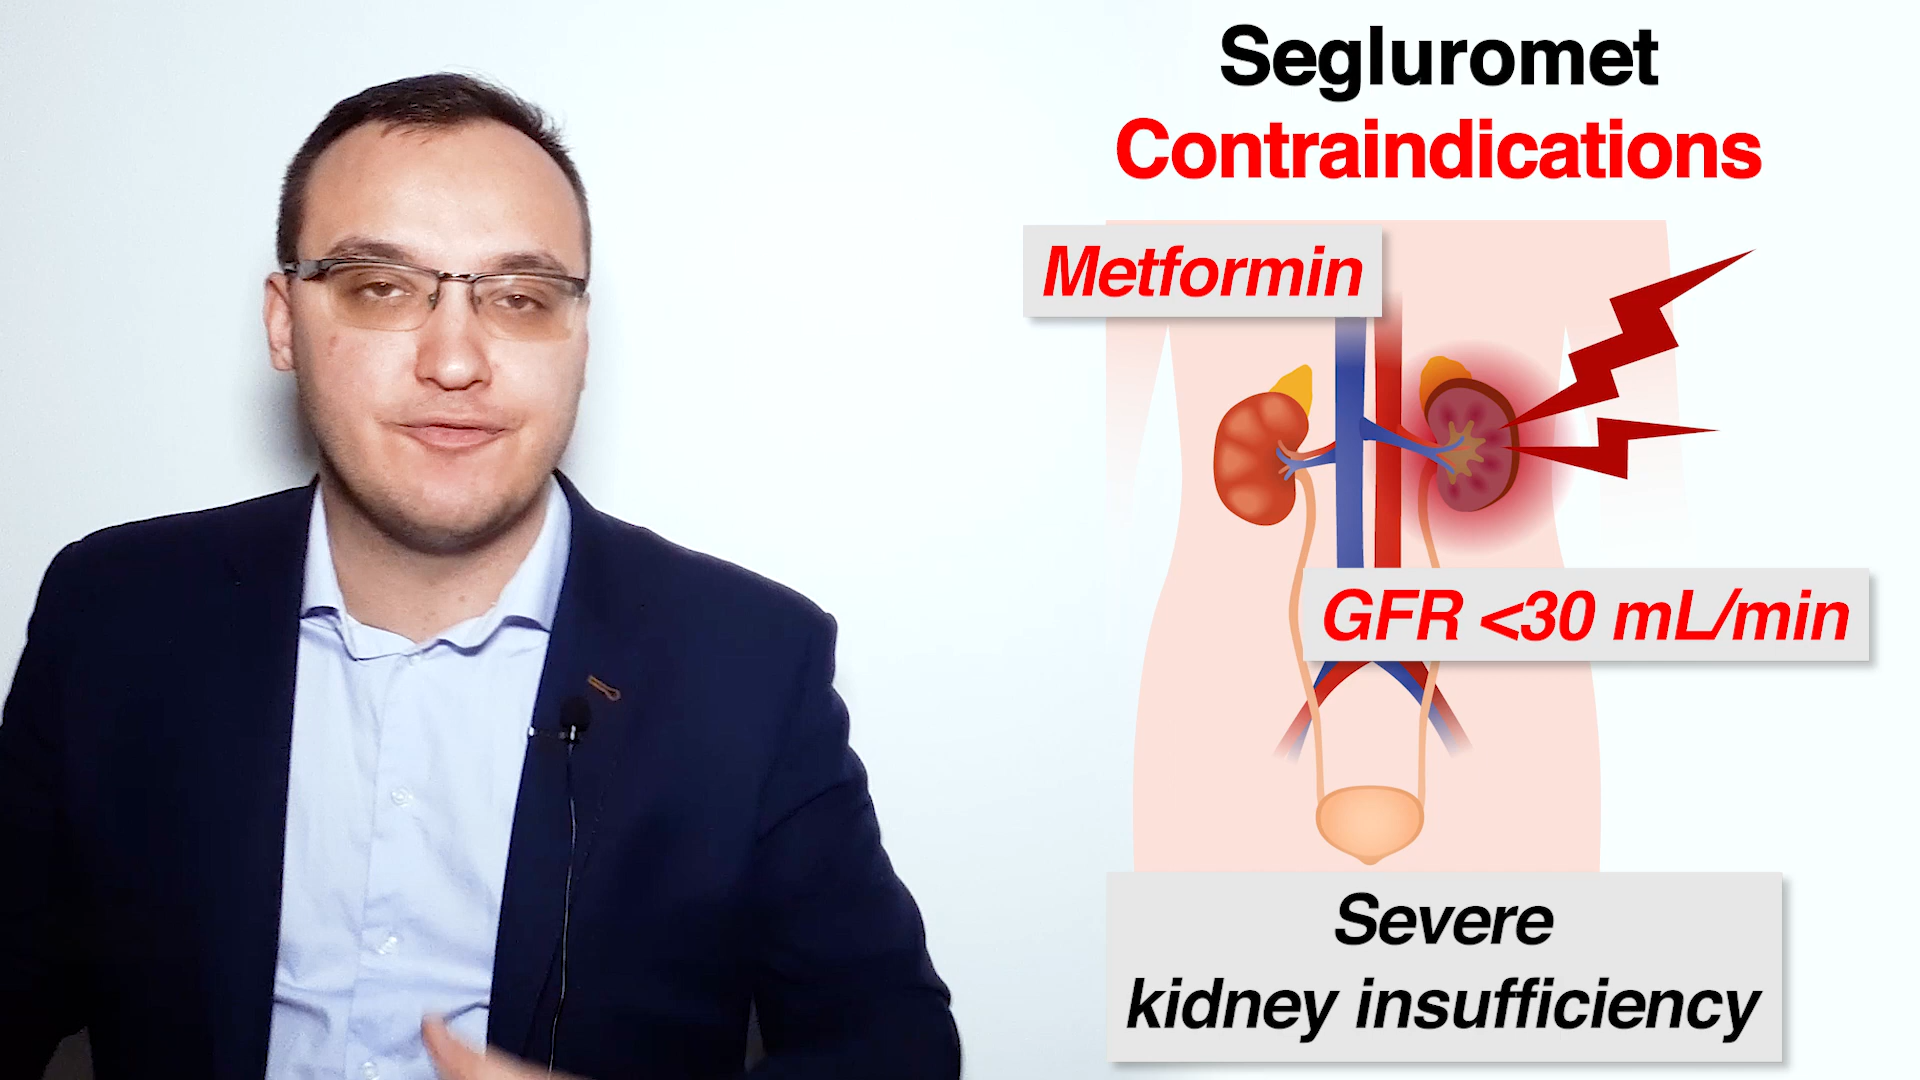 Segluromet
Contraindications
Metformin
GFR <30 mL/min
Severe
kidney insufficiency